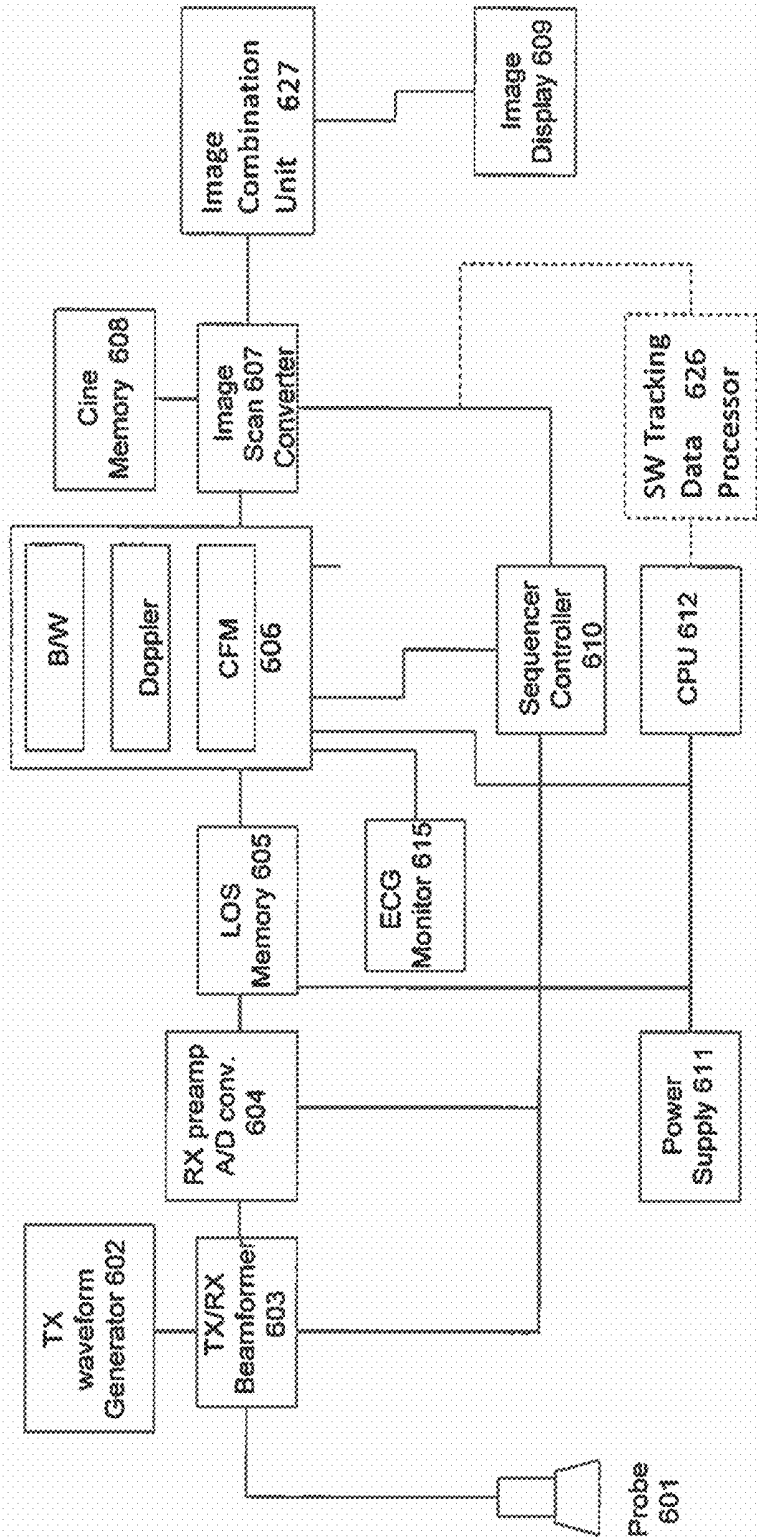 TX
waveform
Generator 602
TX/RX
Beamformer
603
Probe
601
RX preamp
A/D conv.
604
LOS
Memory 605
B/W
Doppler
CFM
606
ECG
Monitor 615
Cine
Memory 608
Image
Scan 607
Converter
Image
Combination
Unit 627
Image
Display 609
Sequencer
Controller
610
Power
Supply 611
CPU 612
SW Tracking
Data 626
Processor